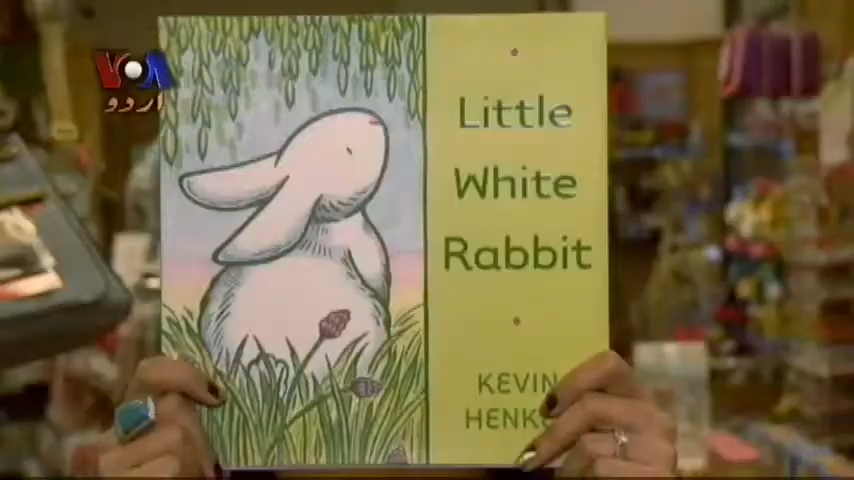 VOA
اردو
Little
White
Rabbit
KEVIN